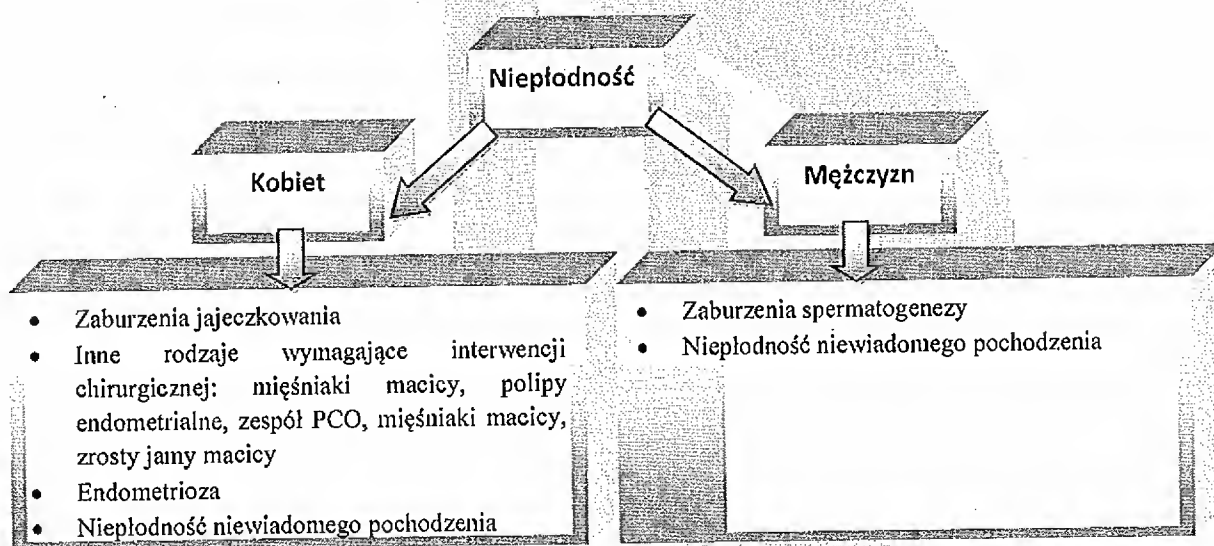 Niepłodność
Kobiet
Mężczyzn
• Zaburzenia jajeczkowania
• Inne rodzaje wymagające interwencji
chirurgicznej: mięśniaki macicy, polipy
endometrialne, zespół PCO, mięśniaki macicy,
zrosty jamy macicy
• Endometrioza
• Niepłodność niewiadomego pochodzenia
• Zaburzenia spermatogenezy
• Niepłodność niewiadomego pochodzenia